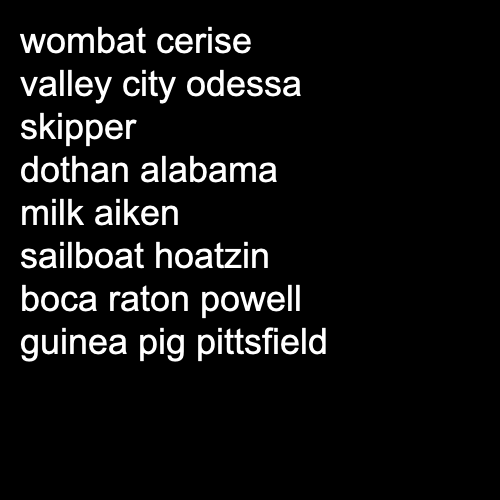 wombat cerise
valley city odessa
skipper
dothan alabama
milk aiken
sailboat hoatzin
boca raton powell
guinea pig pittsfield